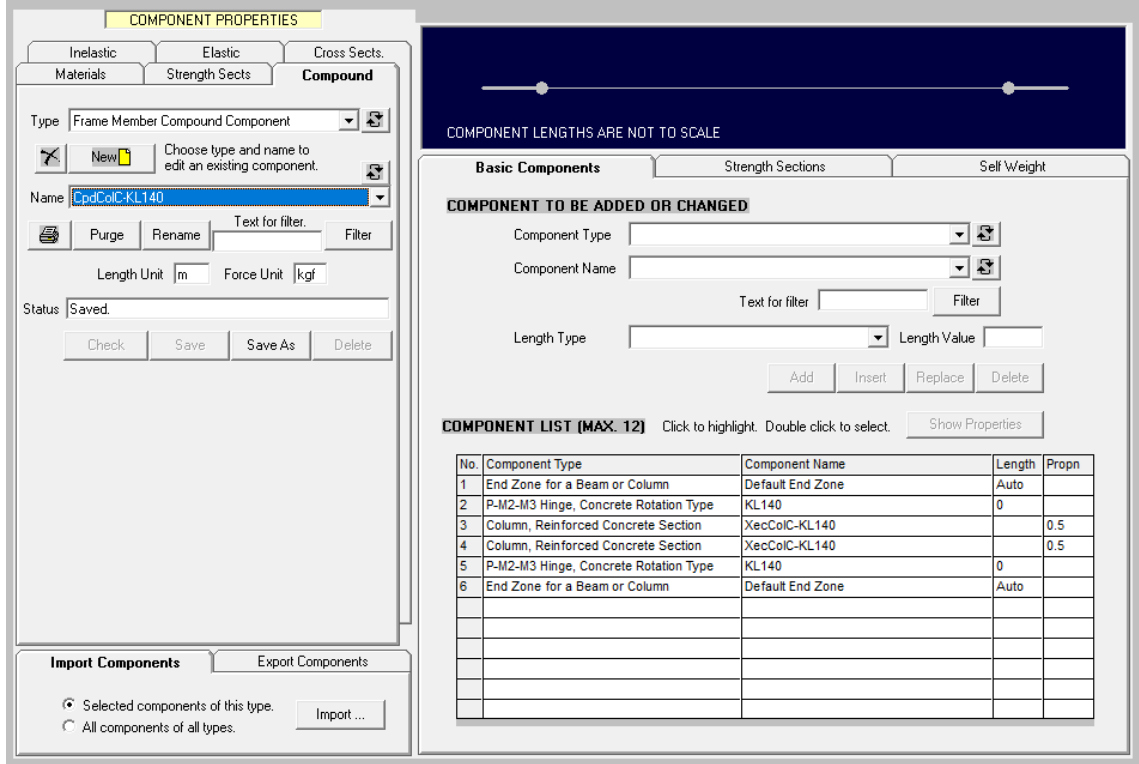 COMPONENT PROPERTIES
Inelastic Elastic Cross Sects.
Materials Strength Sects Compound
Type Frame Member Compound Component
New Choose type and name to
edit an existing component.
Name CpdColC-KL140
Purge Rename Text for filter. Filter
Length Unit m Force Unit kgf
Status Saved.
Check Save Save As Delete
Import Components Export Components
Selected components of this type.
All components of all types.
Import ...
COMPONENT LENGTHS ARE NOT TO SCALE
Basic Components Strength Sections Self Weight
COMPONENT TO BE ADDED OR CHANGED
Component Type
Component Name
Text for filter Filter
Length Type Length Value
Add Insert Replace Delete
COMPONENT LIST (MAX. 12) Click to highlight. Double click to select. Show Properties
No. Component Type Component Name Length Propn
1 End Zone for a Beam or Column Default End Zone Auto
2 P-M2-M3 Hinge, Concrete Rotation Type KL140 0
3 Column, Reinforced Concrete Section XecColC-KL140 0.5
4 Column, Reinforced Concrete Section XecColC-KL140 0.5
5 P-M2-M3 Hinge, Concrete Rotation Type KL140 0
6 End Zone for a Beam or Column Default End Zone Auto